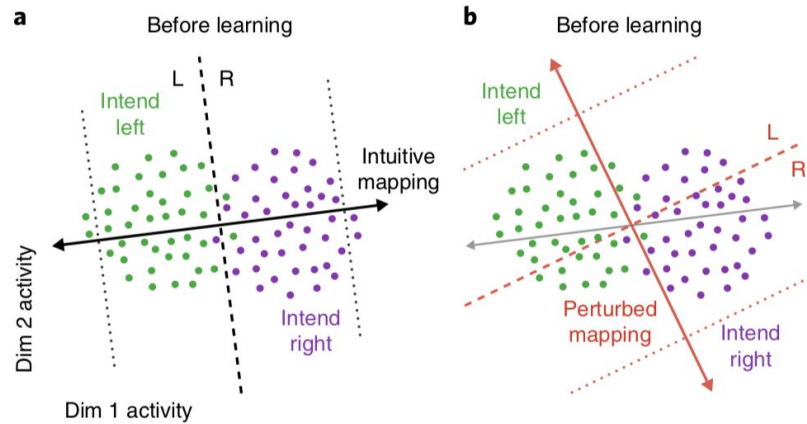 a
Before learning
L R
Intend
left
Intuitive
mapping
Intend
right
Dim 2 activity
Dim 1 activity
b
Before learning
Intend
left
L
R
Perturbed
mapping
Intend
right